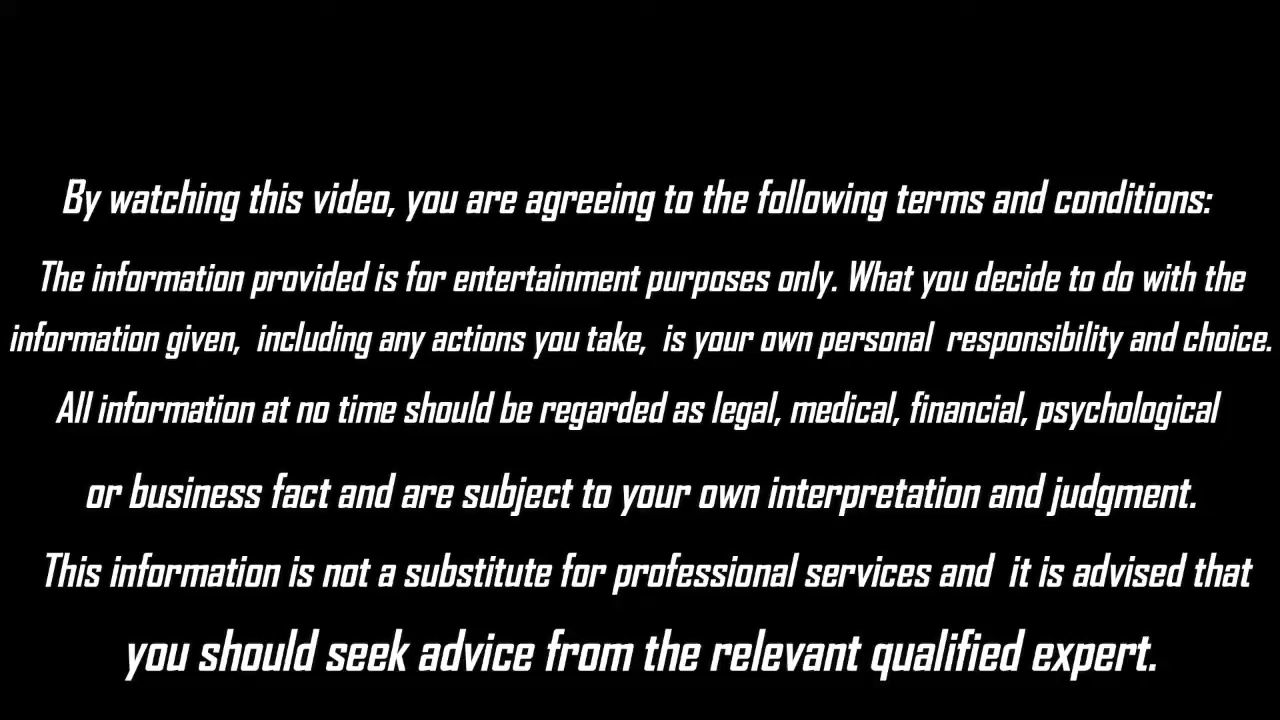 By watching this video, you are agreeing to the following terms and conditions:
The information provided is for entertainment purposes only. What you decide to do with the
information given, including any actions you take, is your own personal responsibility and choice.
All information at no time should be regarded as legal, medical, financial, psychological
or business fact and are subject to your own interpretation and judgment.
This information is not a substitute for professional services and it is advised that
you should seek advice from the relevant qualified expert.